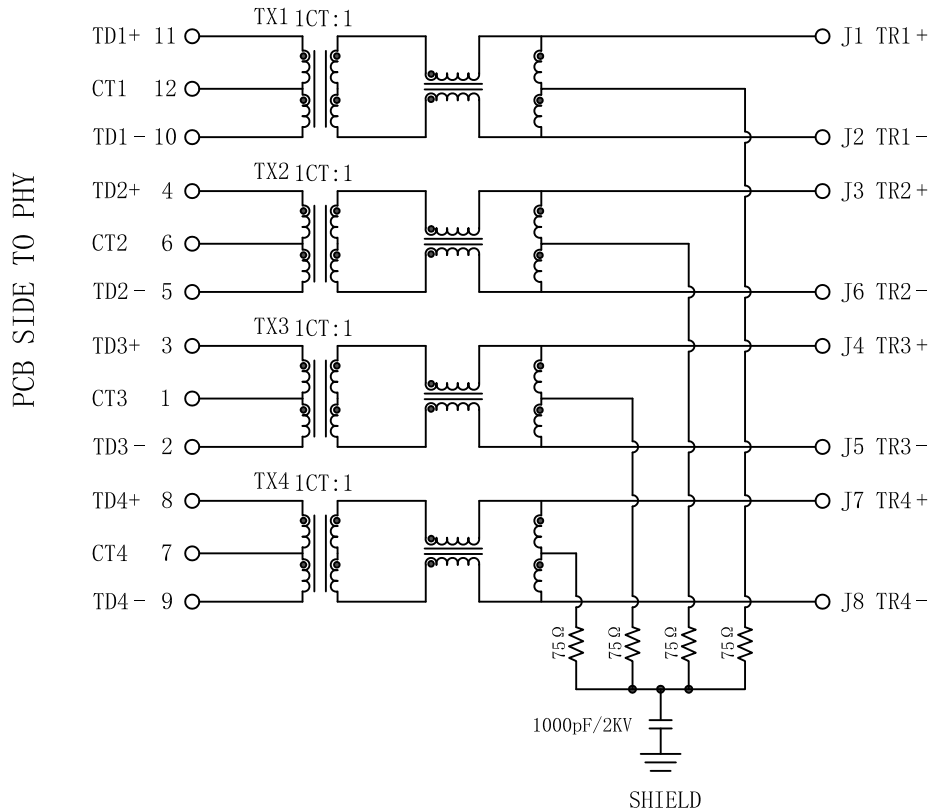 TX1 1CT:1
TD1+ 11
J1 TR1+
CT1 12
TD1- 10
J2 TR1-
TX2 1CT:1
TD2+ 4
J3 TR2+
CT2 6
TD2- 5
J6 TR2-
TX3 1CT:1
TD3+ 3
J4 TR3+
CT3 1
TD3- 2
J5 TR3-
TX4 1CT:1
TD4+ 8
J7 TR4+
CT4 7
TD4- 9
J8 TR4-
PCB SIDE TO PHY
75Ω
75Ω
75Ω
75Ω
1000pF/2KV
SHIELD